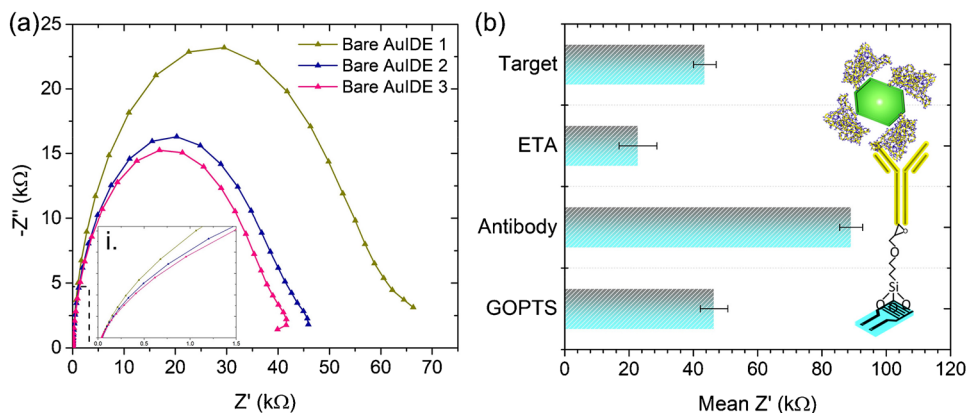 (a)
25
20
15
10
5
0
0 10 20 30 40 50 60 70
-Z" (kΩ)
Z' (kΩ)
Bare AuIDE 1
Bare AuIDE 2
Bare AuIDE 3
i.
0.0 0.5 1.0 1.5
(b)
Target
ETA
Antibody
GOPTS
0 20 40 60 80 100 120
Mean Z' (kΩ)
O
O
Si
O O